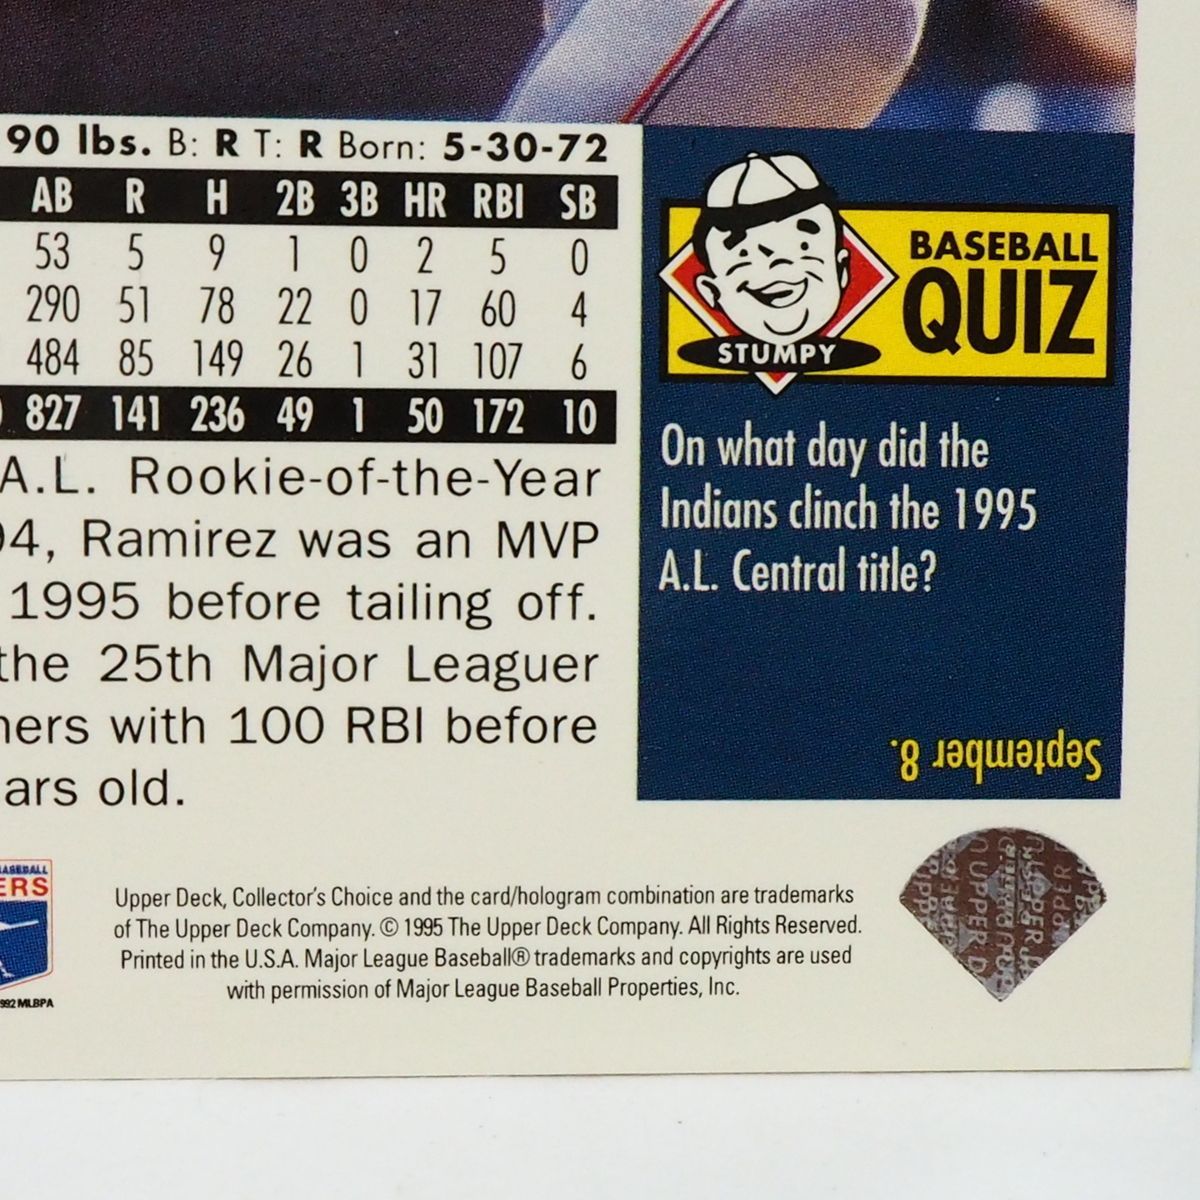 90 lbs. B: R T: R Born: 5-30-72
AB R H 2B 3B HR RBI SB
53 5 9 1 0 2 5 0
290 51 78 22 0 17 60 4
484 85 149 26 1 31 107 6
827 141 236 49 1 50 172 10
A.L. Rookie-of-the-Year
94, Ramirez was an MVP
1995 before tailing off.
the 25th Major Leaguer
ners with 100 RBI before
ars old.
BASEBALL
QUIZ
STUMPY
On what day did the
Indians clinch the 1995
A.L. Central title?
September 8.
BASEBALL
ERS
992 MLBPA
Upper Deck, Collector's Choice and the card/hologram combination are trademarks
of The Upper Deck Company. © 1995 The Upper Deck Company. All Rights Reserved.
Printed in the U.S.A. Major League Baseball® trademarks and copyrights are used
with permission of Major League Baseball Properties, Inc.
UPPER D